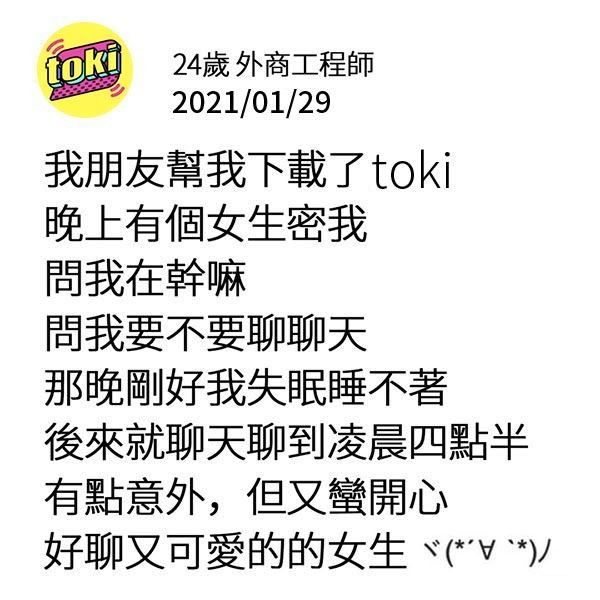 toki
24歲 外商工程師
2021/01/29
我朋友幫我下載了toki
晚上有個女生密我
問我在幹嘛
問我要不要聊聊天
那晚剛好我失眠睡不著
後來就聊天聊到凌晨四點半
有點意外，但又蠻開心
好聊又可愛的的女生 ヾ(*´∀ˋ*)ﾉ